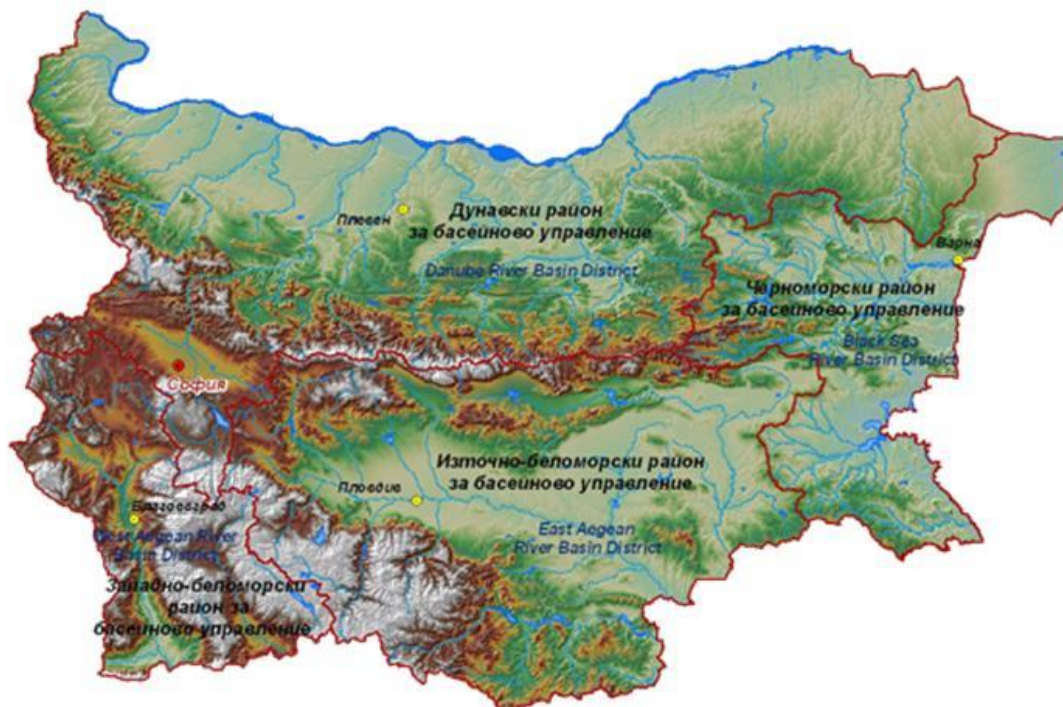 Плевен
Дунавски район
за басейново управление
Danube River Basin District
Варна
Черноморски район
за басейново управление
Black Sea
River Basin District
София
Източно-беломорски район
за басейново управление
Пловдив
East Aegean
River Basin District
Благоевград
West Aegean River
Basin District
Западно-беломорски
район за
басейново управление